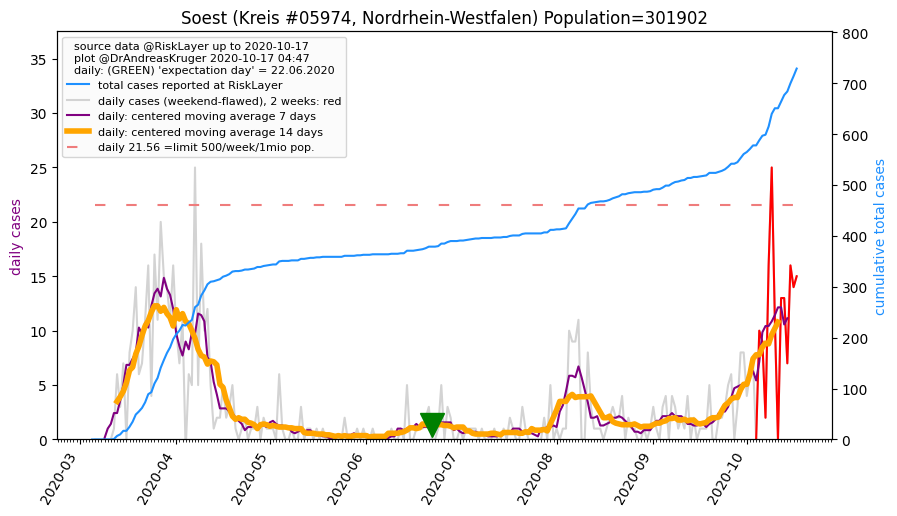 Soest (Kreis #05974, Nordrhein-Westfalen) Population=301902
source data @RiskLayer up to 2020-10-17
plot @DrAndreasKruger 2020-10-17 04:47
daily: (GREEN) 'expectation day' = 22.06.2020
total cases reported at RiskLayer
daily cases (weekend-flawed), 2 weeks: red
daily: centered moving average 7 days
daily: centered moving average 14 days
daily 21.56 =limit 500/week/1mio pop.
daily cases
35
30
25
20
15
10
5
0
cumulative total cases
800
700
600
500
400
300
200
100
0
2020-03
2020-04
2020-05
2020-06
2020-07
2020-08
2020-09
2020-10